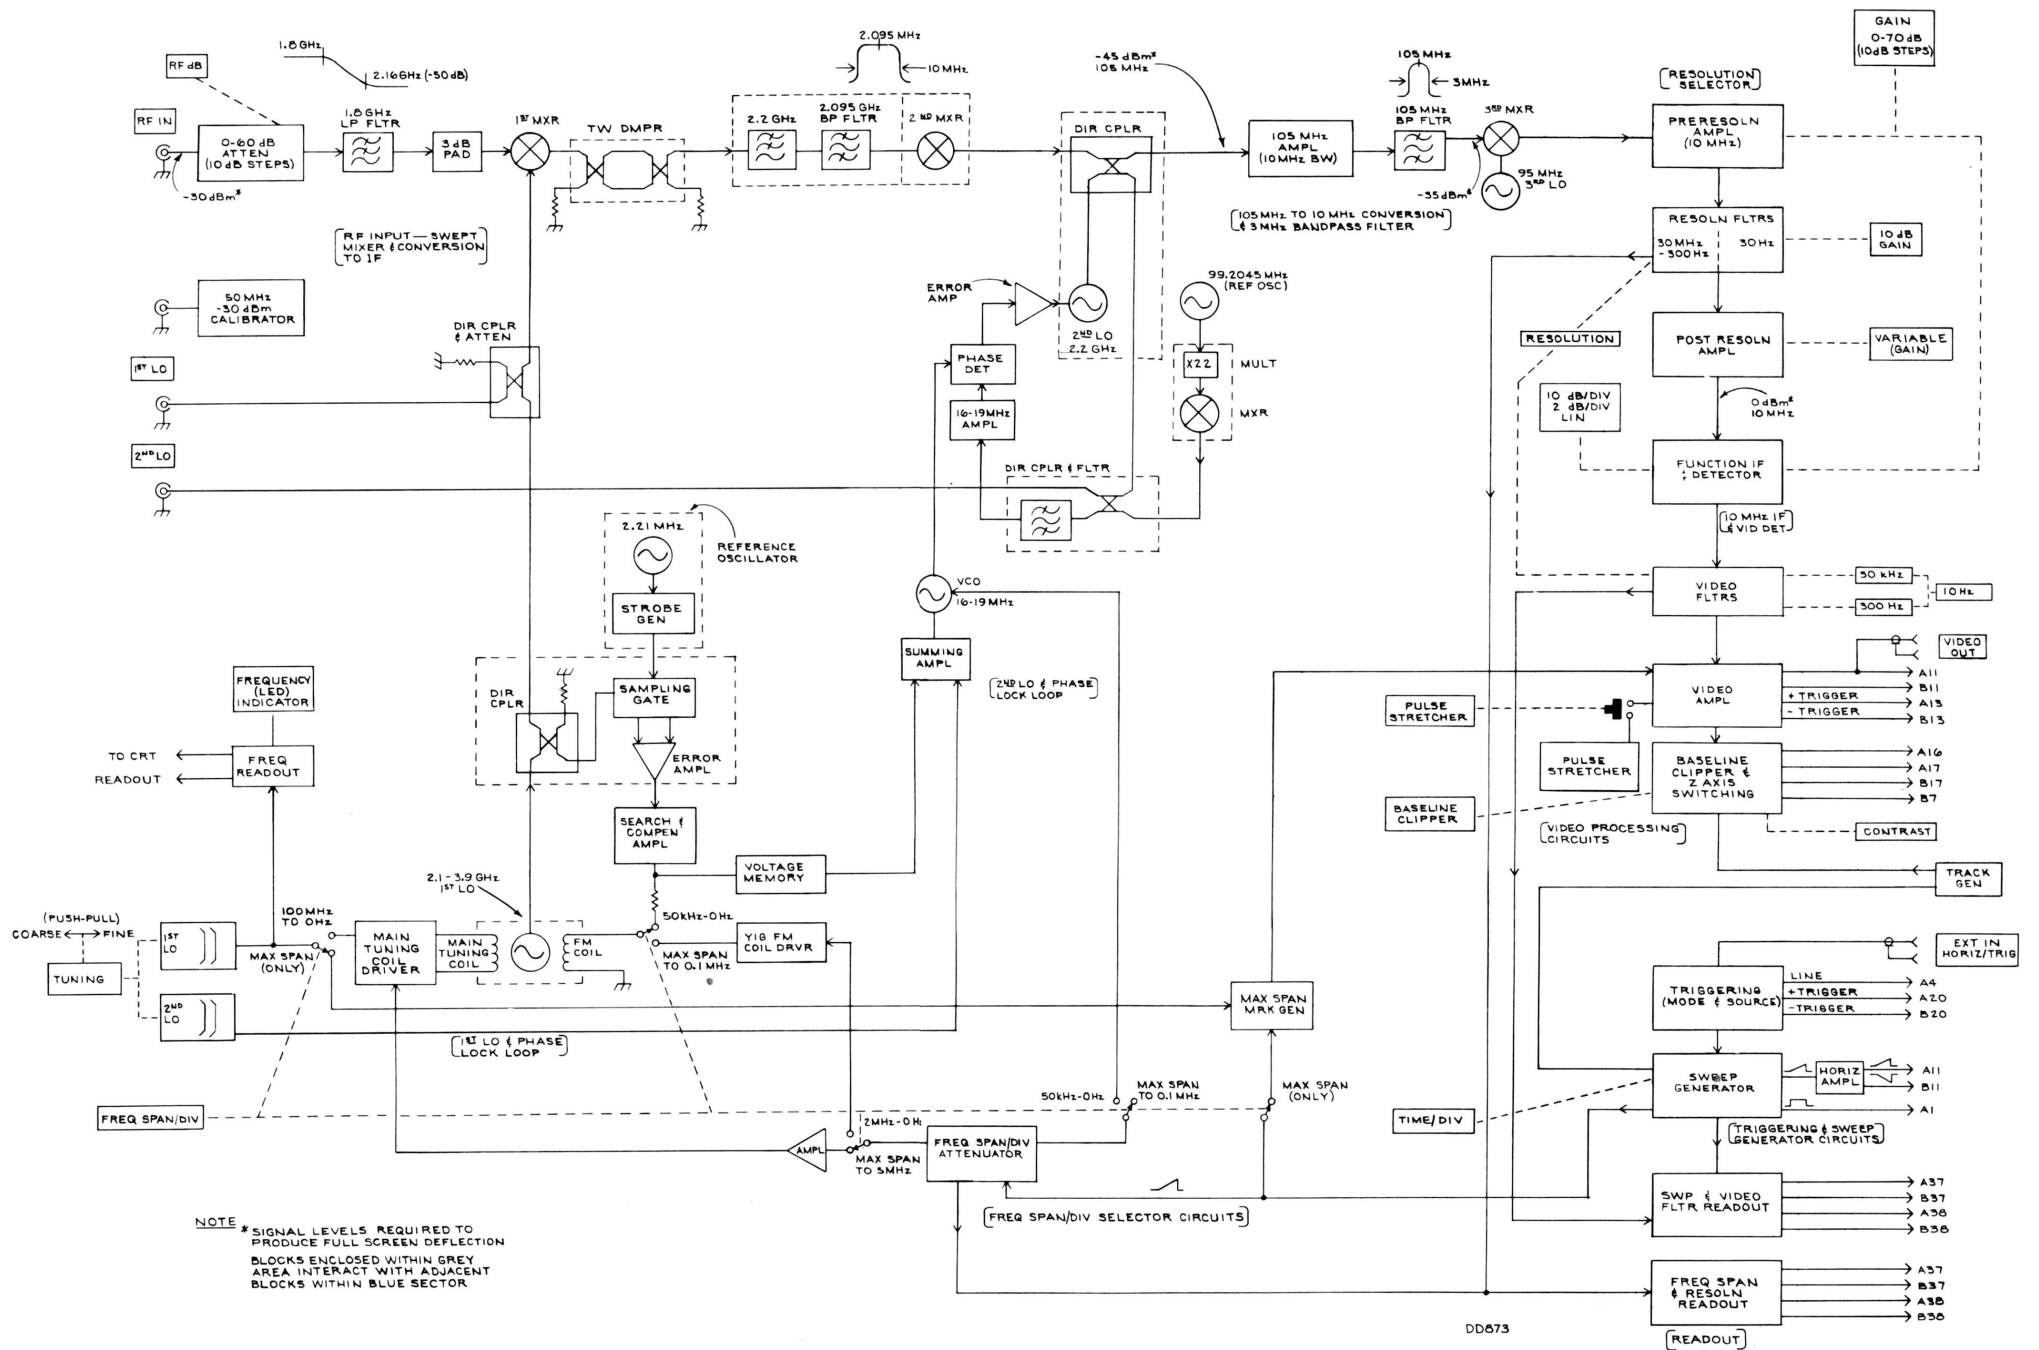 GAIN
0-70 dB
(10dB STEPS)
1.8 GHz
2.16GHz (-50dB)
RF dB
2.095 MHz
10 MHz
-45 dBm*
105 MHz
105 MHz
3MHz
[RESOLUTION
SELECTOR]
RF IN
0-60 dB
ATTEN
(10dB STEPS)
-30dBm*
1.8 GHz
LP FLTR
3 dB
PAD
1ST MXR
TW DMPR
2.2 GHz
2.095 GHz
BP FLTR
2ND MXR
DIR CPLR
105 MHz
AMPL
(10MHz BW)
105 MHz
BP FLTR
3RD MXR
-35dBm*
95 MHz
3RD LO
PRERESOLN
AMPL
(10 MHz)
[RF INPUT—SWEPT
MIXER & CONVERSION
TO IF]
[105 MHz TO 10 MHz CONVERSION
& 3 MHz BANDPASS FILTER]
RESOLN FLTRS
30 MHz
-300Hz
30Hz
10 dB
GAIN
50 MHz
-30 dBm
CALIBRATOR
ERROR
AMP
2ND LO
2.2 GHz
99.2045 MHz
(REF OSC)
DIR CPLR
& ATTEN
1ST LO
PHASE
DET
X22
MULT
MXR
RESOLUTION
POST RESOLN
AMPL
VARIABLE
(GAIN)
16-19MHz
AMPL
10 dB/DIV
2 dB/DIV
LIN
0dBm*
10 MHz
2ND LO
DIR CPLR & FLTR
FUNCTION IF
& DETECTOR
[10 MHz IF
& VID DET]
2.21 MHz
REFERENCE
OSCILLATOR
STROBE
GEN
VCO
16-19MHz
VIDEO
FLTRS
30 kHz
300 Hz
10Hz
SUMMING
AMPL
[2ND LO & PHASE
LOCK LOOP]
VIDEO
OUT
FREQUENCY
(LED)
INDICATOR
DIR
CPLR
SAMPLING
GATE
ERROR
AMPL
PULSE
STRETCHER
VIDEO
AMPL
A11
B11
+ TRIGGER
A13
- TRIGGER
B13
TO CRT
READOUT
FREQ
READOUT
PULSE
STRETCHER
BASELINE
CLIPPER &
Z AXIS
SWITCHING
A16
A17
B17
B7
SEARCH &
COMPEN
AMPL
BASELINE
CLIPPER
[VIDEO PROCESSING
CIRCUITS]
CONTRAST
VOLTAGE
MEMORY
TRACK
GEN
2.1-3.9 GHz
1ST LO
(PUSH-PULL)
COARSE
FINE
TUNING
1ST
LO
2ND
LO
100 MHz
TO 0Hz
MAX SPAN
(ONLY)
MAIN
TUNING
COIL
DRIVER
MAIN
TUNING
COIL
FM
COIL
50kHz-0Hz
MAX SPAN
TO 0.1 MHz
YIG FM
COIL DRVR
EXT IN
HORIZ/TRIG
TRIGGERING
(MODE & SOURCE)
LINE
A4
+TRIGGER
A20
-TRIGGER
B20
MAX SPAN
MRK GEN
[1ST LO & PHASE
LOCK LOOP]
FREQ SPAN/DIV
50kHz-0Hz
MAX SPAN
TO 0.1 MHz
MAX SPAN
(ONLY)
SWEEP
GENERATOR
HORIZ
AMPL
A11
B11
A1
TIME/DIV
[TRIGGERING & SWEEP
GENERATOR CIRCUITS]
2MHz-0H
AMPL
MAX SPAN
TO 5MHz
FREQ SPAN/DIV
ATTENUATOR
SWP & VIDEO
FLTR READOUT
A37
B37
A38
B38
[FREQ SPAN/DIV SELECTOR CIRCUITS]
NOTE
* SIGNAL LEVELS REQUIRED TO
PRODUCE FULL SCREEN DEFLECTION
BLOCKS ENCLOSED WITHIN GREY
AREA INTERACT WITH ADJACENT
BLOCKS WITHIN BLUE SECTOR
FREQ SPAN
& RESOLN
READOUT
A37
B37
A38
B38
DD873
[READOUT]